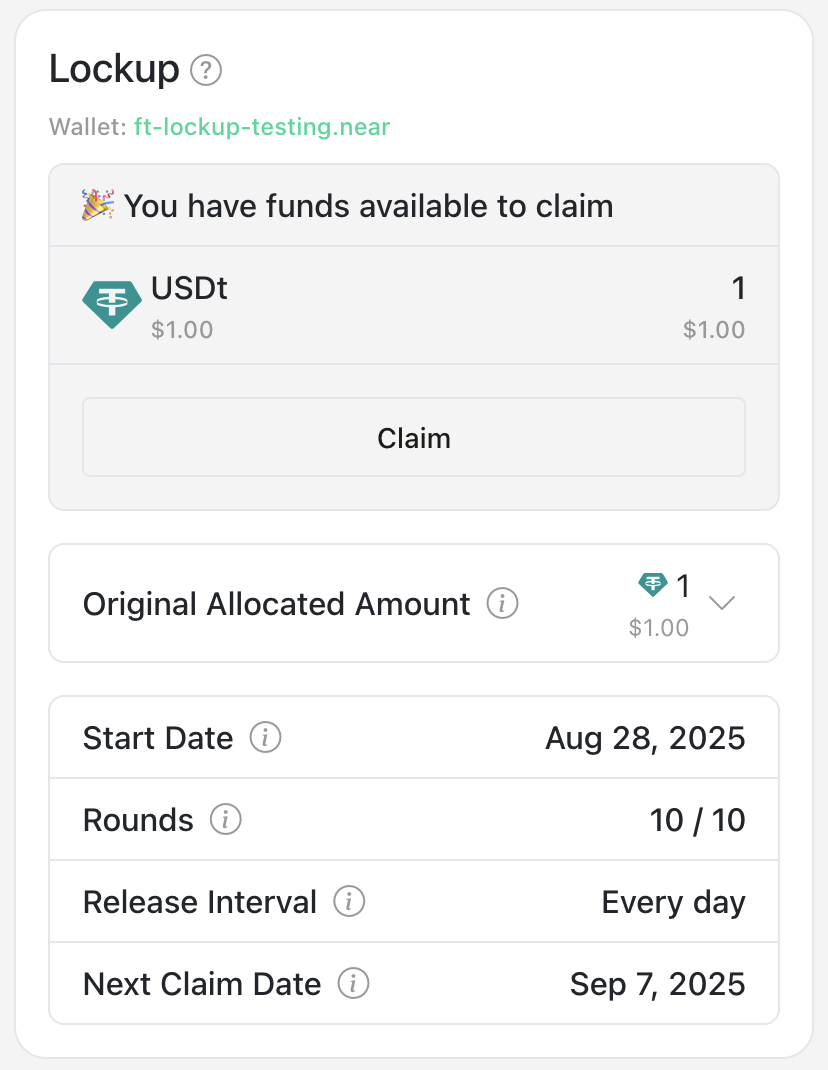 Lockup ?
Wallet: ft-lockup-testing.near
🎉 You have funds available to claim
USDt 1
$1.00 $1.00
Claim
Original Allocated Amount i 1
$1.00
Start Date i Aug 28, 2025
Rounds i 10 / 10
Release Interval i Every day
Next Claim Date i Sep 7, 2025